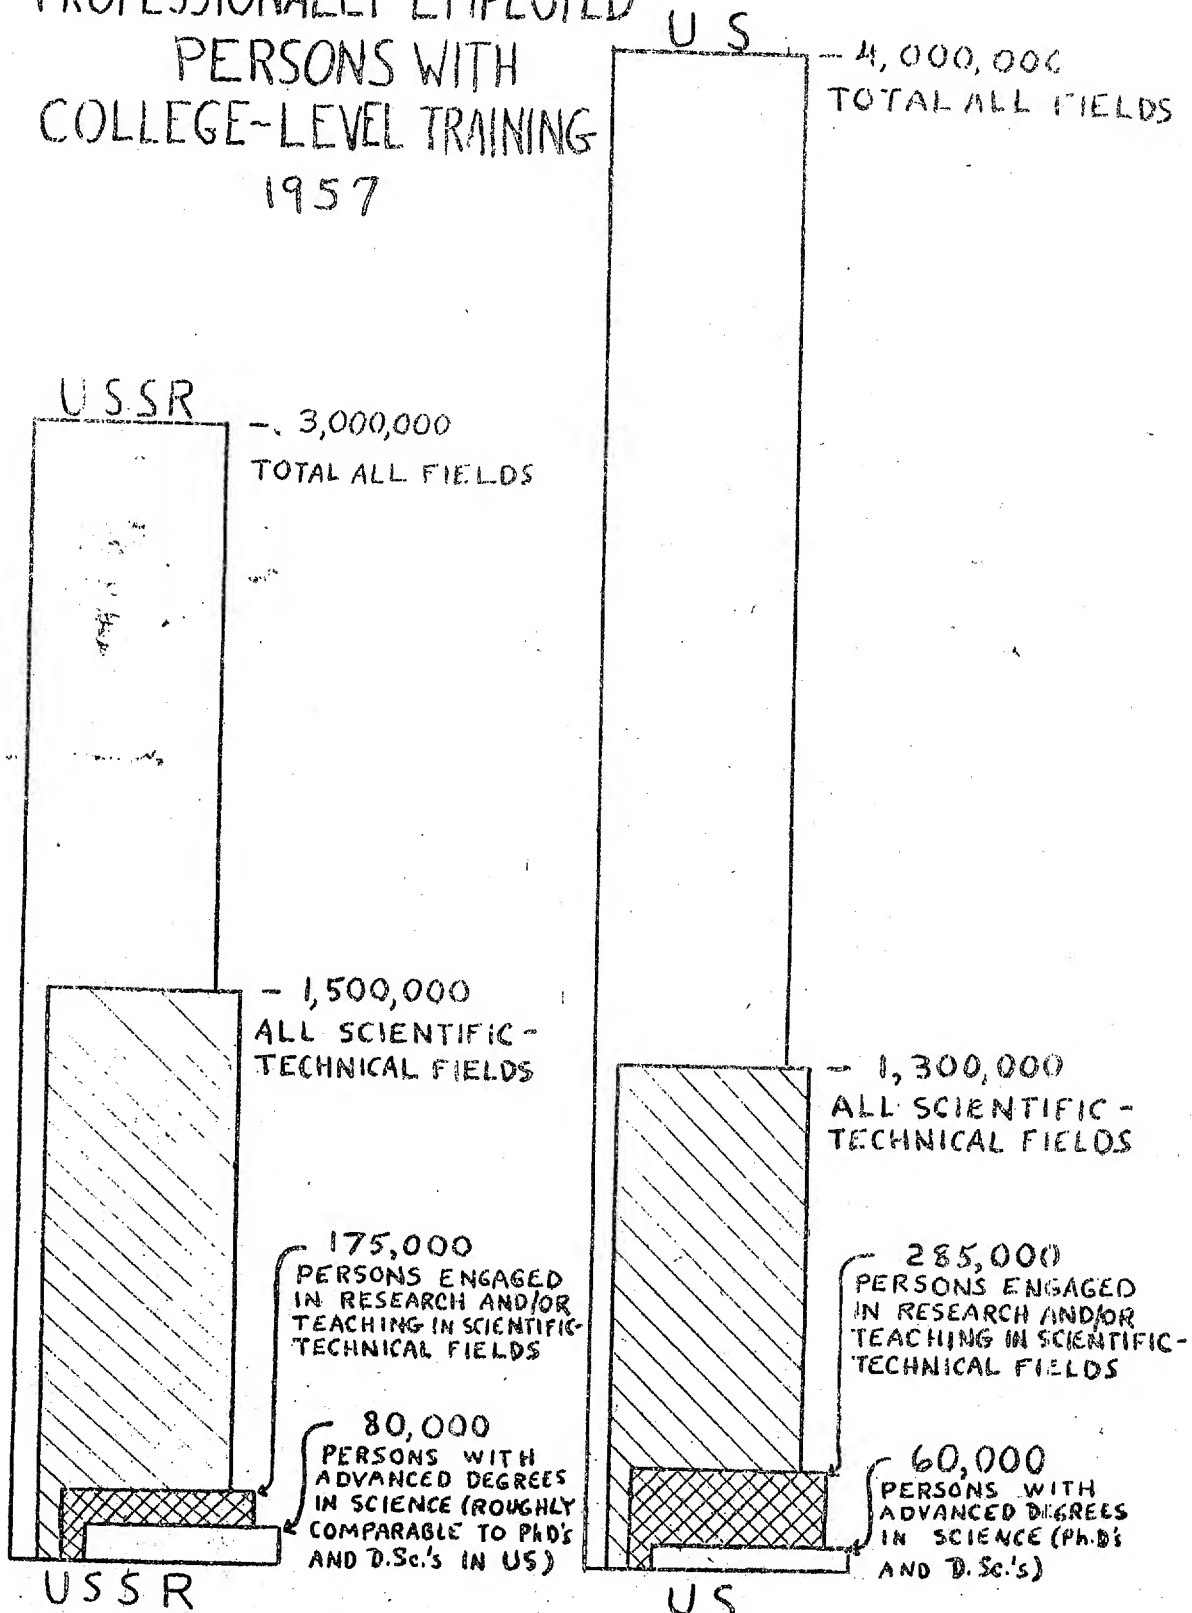 PROFESSIONALLY EMPLOYED
PERSONS WITH
COLLEGE-LEVEL TRAINING
1957
USSR
- 3,000,000
TOTAL ALL FIELDS
- 1,500,000
ALL SCIENTIFIC-
TECHNICAL FIELDS
175,000
PERSONS ENGAGED
IN RESEARCH AND/OR
TEACHING IN SCIENTIFIC-
TECHNICAL FIELDS
80,000
PERSONS WITH
ADVANCED DEGREES
IN SCIENCE (ROUGHLY
COMPARABLE TO PhD's
AND D.Sc.'s IN US)
USSR
US
- 4,000,000
TOTAL ALL FIELDS
- 1,300,000
ALL SCIENTIFIC-
TECHNICAL FIELDS
285,000
PERSONS ENGAGED
IN RESEARCH AND/OR
TEACHING IN SCIENTIFIC-
TECHNICAL FIELDS
60,000
PERSONS WITH
ADVANCED DEGREES
IN SCIENCE (Ph.D's
AND D.Sc.'s)
US